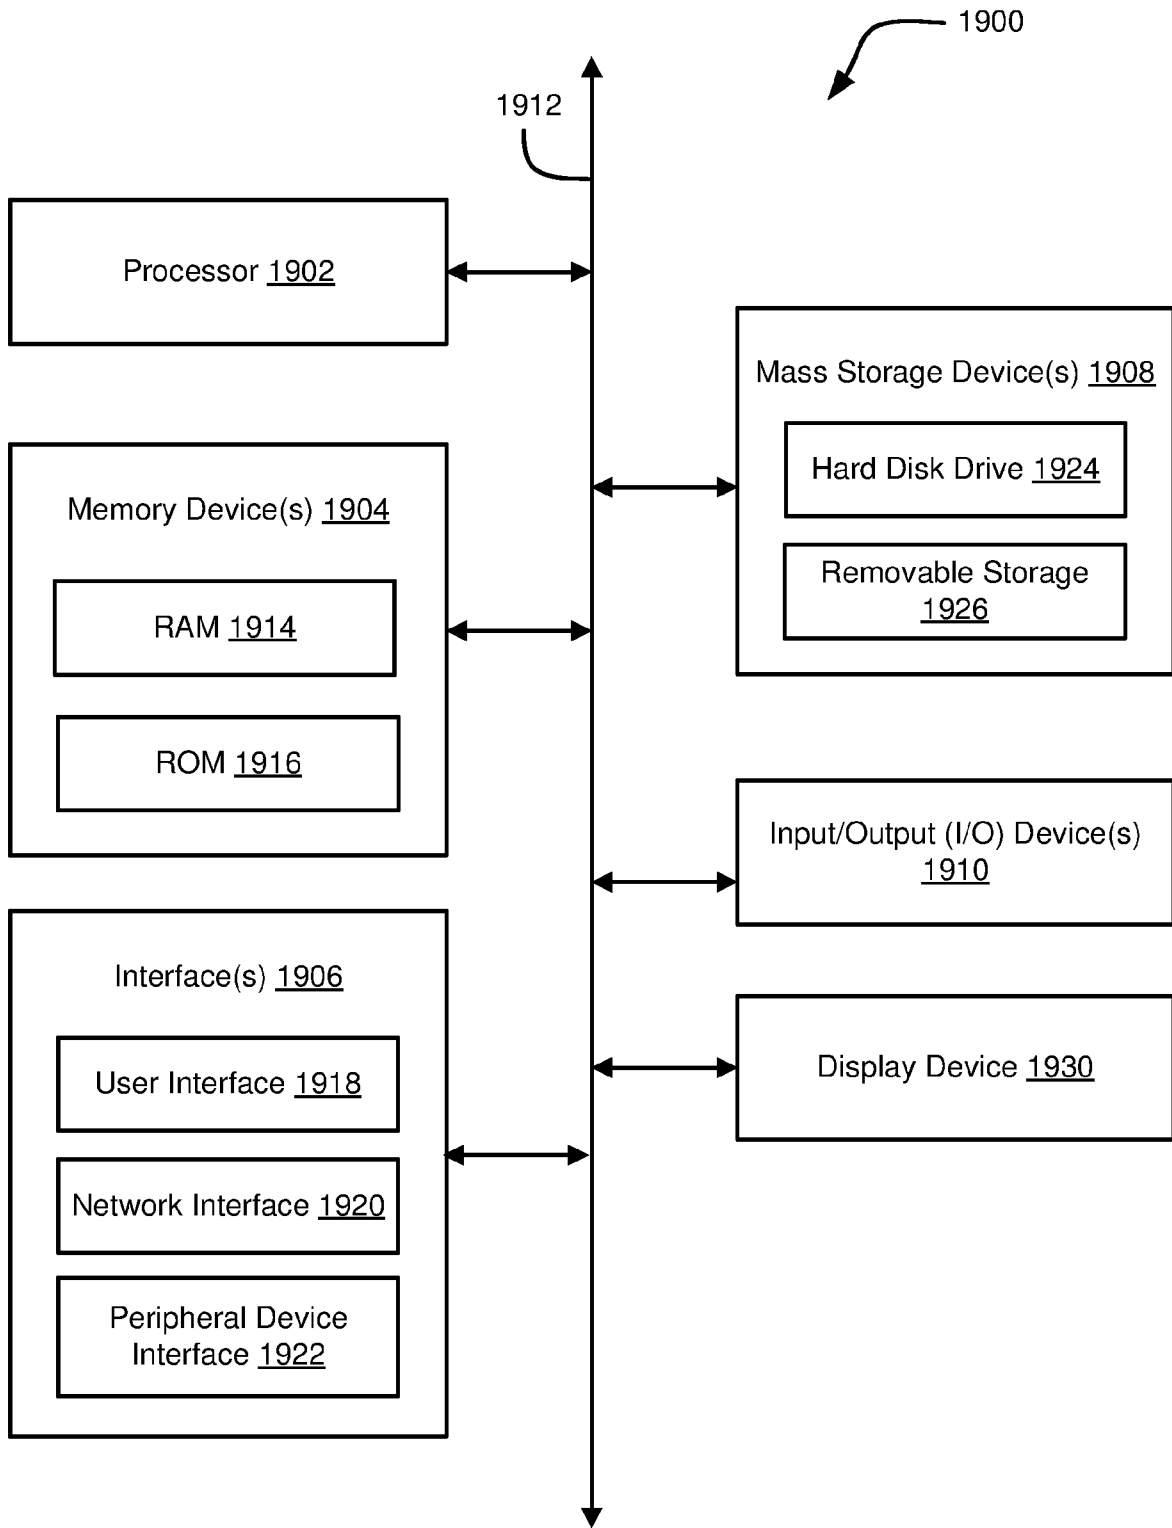 1900
1912
Processor 1902
Mass Storage Device(s) 1908
Hard Disk Drive 1924
Removable Storage
1926
Memory Device(s) 1904
RAM 1914
ROM 1916
Input/Output (I/O) Device(s)
1910
Interface(s) 1906
User Interface 1918
Network Interface 1920
Peripheral Device
Interface 1922
Display Device 1930